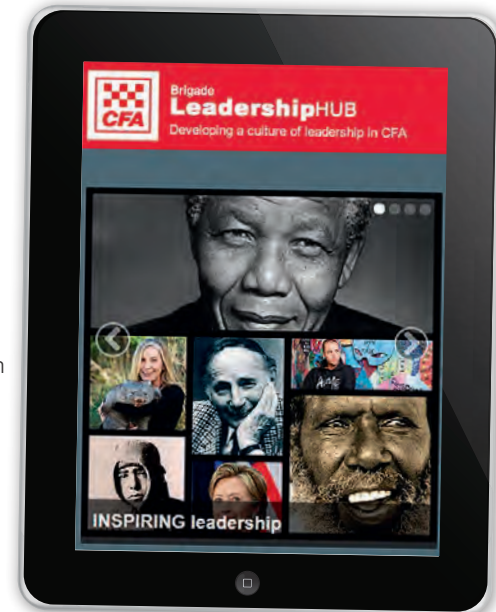 CFA
Brigade
LeadershipHUB
Developing a culture of leadership in CFA
INSPIRING leadership